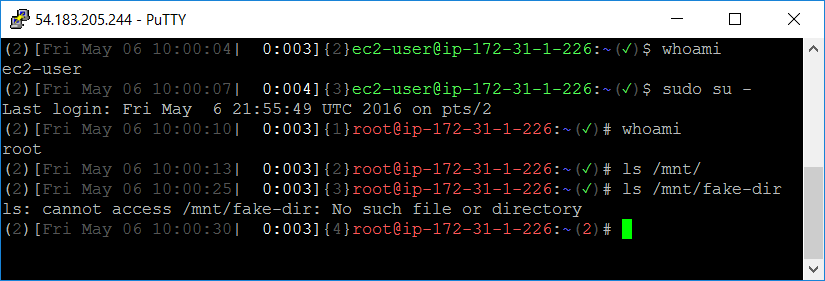 54.183.205.244 - PuTTY
(2)[Fri May 06 10:00:04|  0:003]{2}ec2-user@ip-172-31-1-226:~(✓)$ whoami
ec2-user
(2)[Fri May 06 10:00:07|  0:004]{3}ec2-user@ip-172-31-1-226:~(✓)$ sudo su -
Last login: Fri May  6 21:55:49 UTC 2016 on pts/2
(2)[Fri May 06 10:00:10|  0:003]{1}root@ip-172-31-1-226:~(✓)# whoami
root
(2)[Fri May 06 10:00:13|  0:003]{2}root@ip-172-31-1-226:~(✓)# ls /mnt/
(2)[Fri May 06 10:00:25|  0:003]{3}root@ip-172-31-1-226:~(✓)# ls /mnt/fake-dir
ls: cannot access /mnt/fake-dir: No such file or directory
(2)[Fri May 06 10:00:30|  0:003]{4}root@ip-172-31-1-226:~(2)#